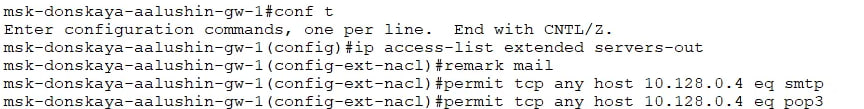 msk-donskaya-aalushin-gw-1#conf t
Enter configuration commands, one per line.  End with CNTL/Z.
msk-donskaya-aalushin-gw-1(config)#ip access-list extended servers-out
msk-donskaya-aalushin-gw-1(config-ext-nacl)#remark mail
msk-donskaya-aalushin-gw-1(config-ext-nacl)#permit tcp any host 10.128.0.4 eq smtp
msk-donskaya-aalushin-gw-1(config-ext-nacl)#permit tcp any host 10.128.0.4 eq pop3